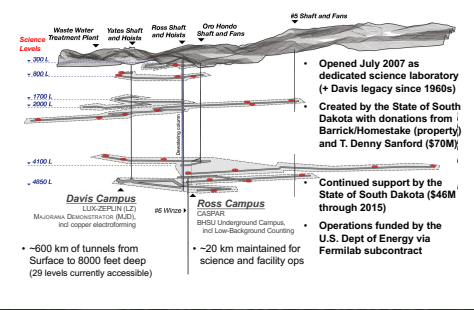 Waste Water
Treatment Plant
Yates Shaft
and Hoists
Ross Shaft
and Hoists
Oro Hondo
Shaft and Fans
#5 Shaft and Fans
Science
Levels
300 L
800 L
1700 L
2000 L
4100 L
4850 L
Dewatering column
#6 Winze
Davis Campus
LUX-ZEPLIN (LZ)
MAJORANA DEMONSTRATOR (MJD),
incl copper electroforming
Ross Campus
CASPAR
BHSU Underground Campus,
incl Low-Background Counting
• ~600 km of tunnels from
Surface to 8000 feet deep
(29 levels currently accessible)
• ~20 km maintained for
science and facility ops
• Opened July 2007 as
dedicated science laboratory
(+ Davis legacy since 1960s)
• Created by the State of South
Dakota with donations from
Barrick/Homestake (property)
and T. Denny Sanford ($70M)
• Continued support by the
State of South Dakota ($46M
through 2015)
• Operations funded by the
U.S. Dept of Energy via
Fermilab subcontract